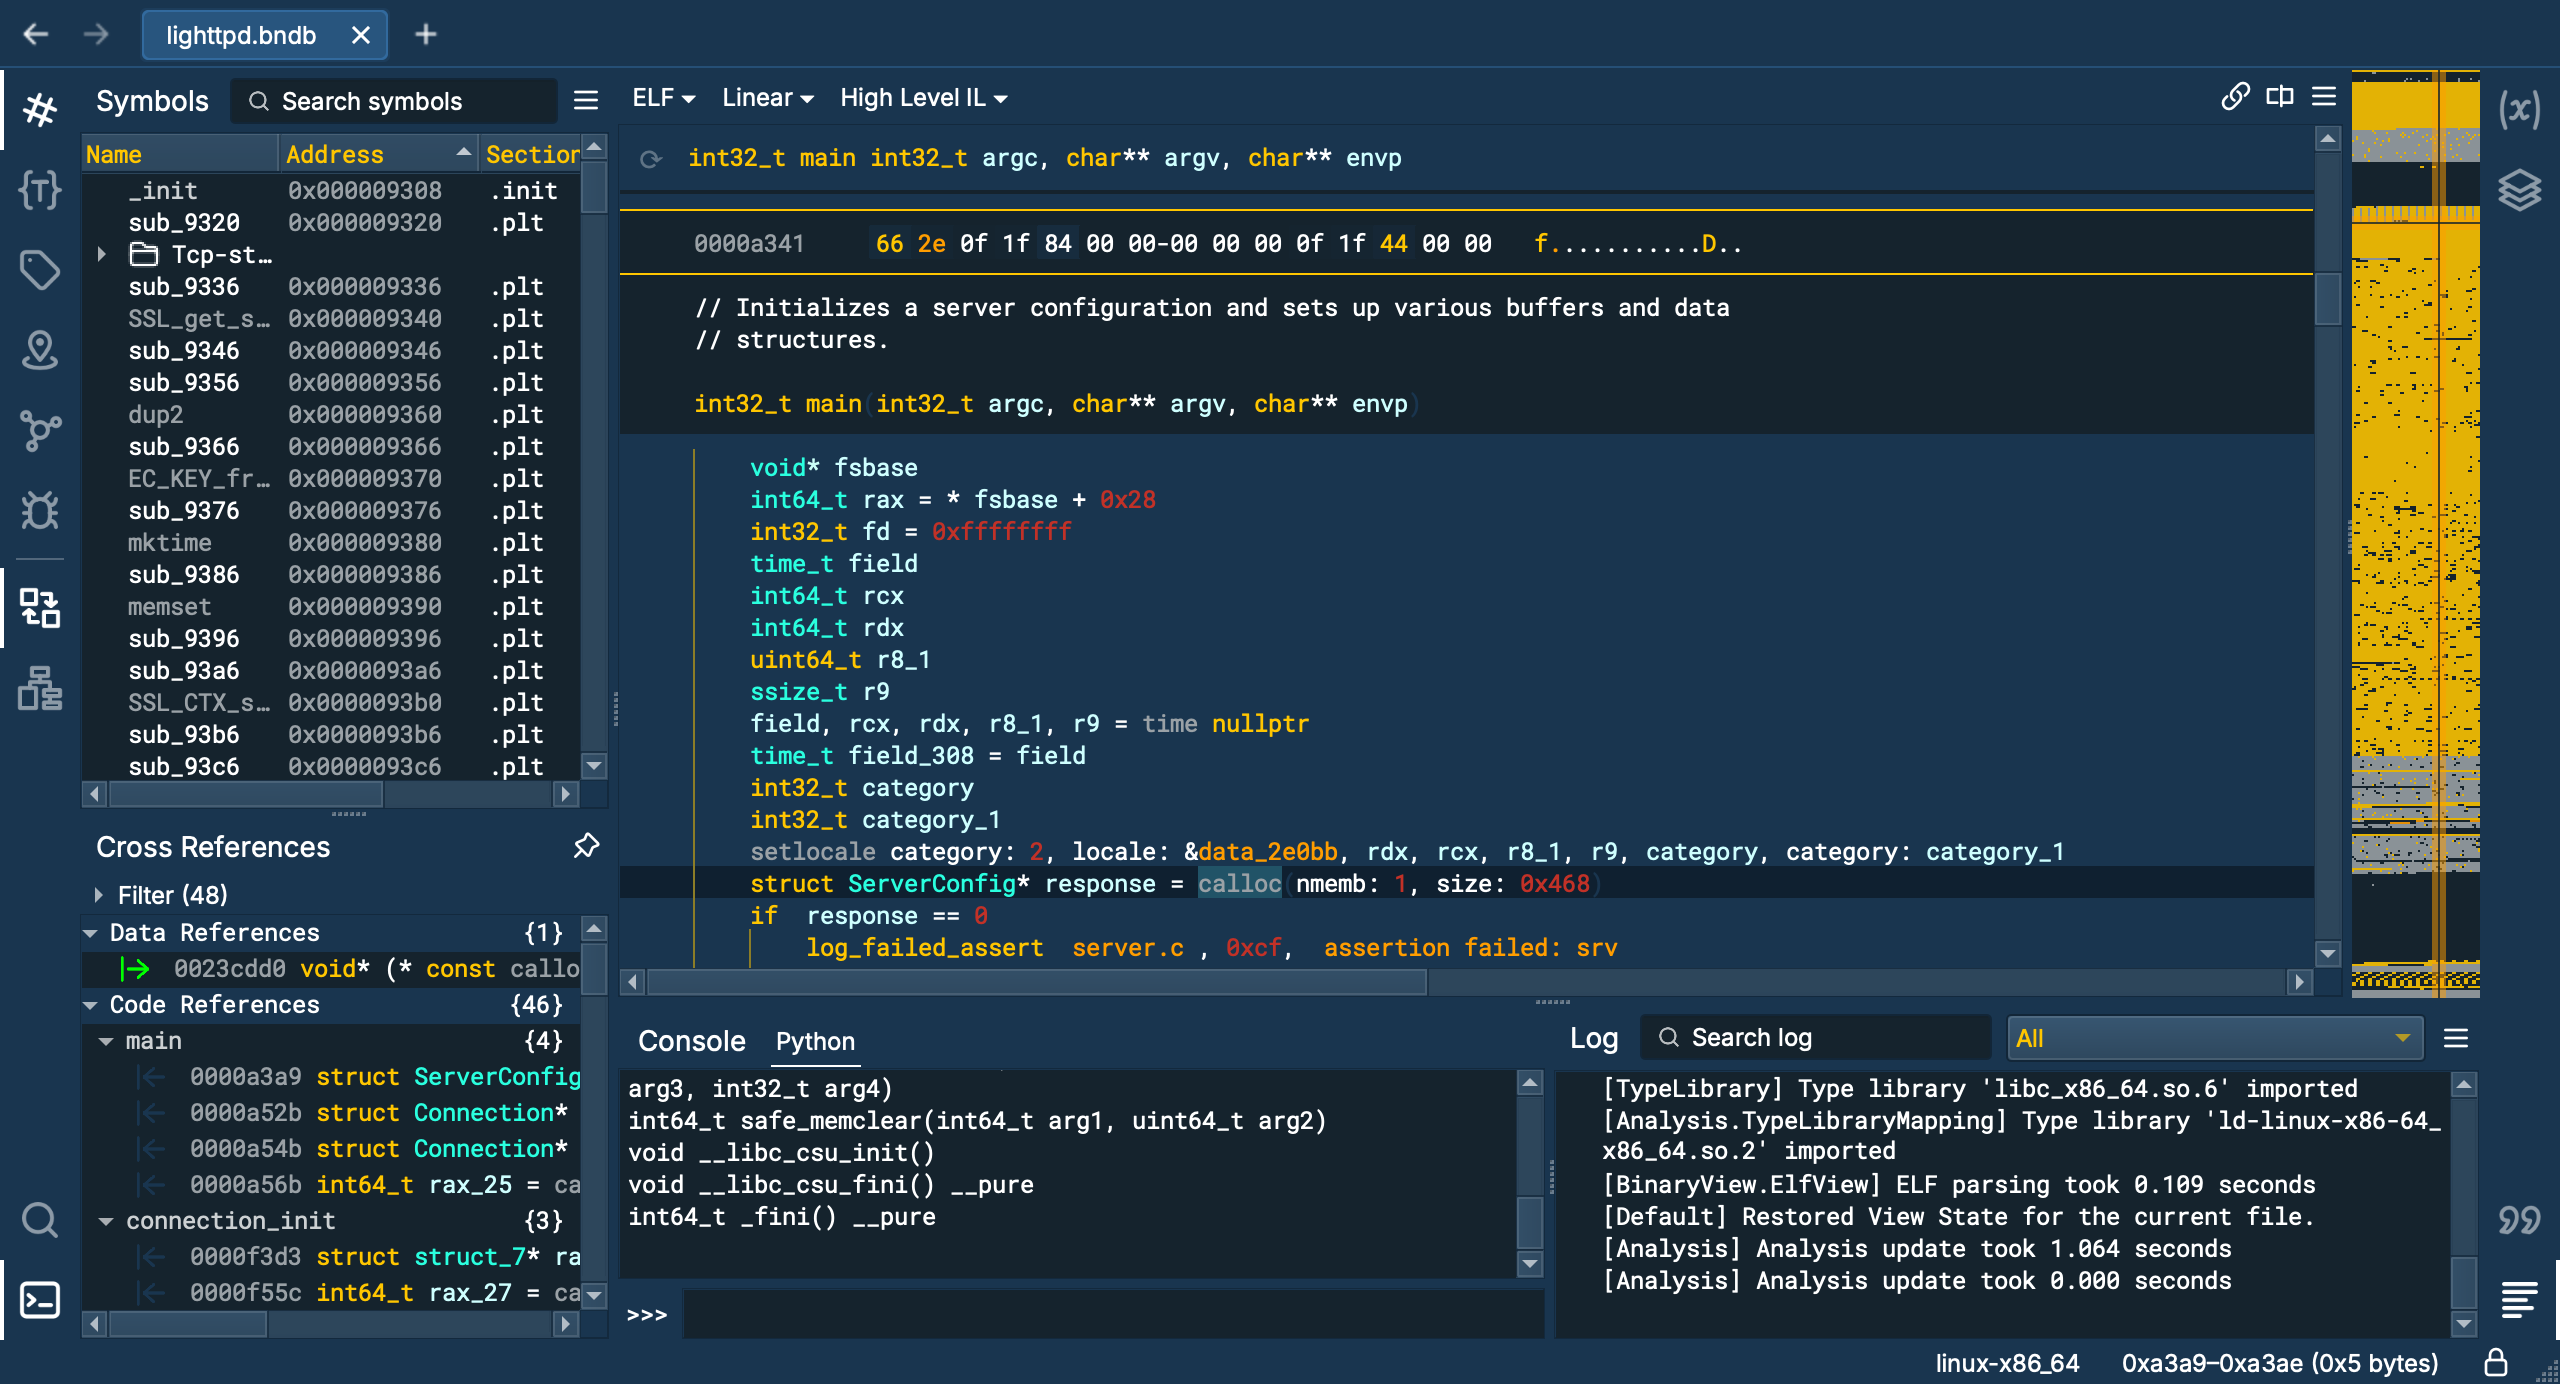 lighttpd.bndb
Symbols
Search symbols
Name Address Section
_init 0x000009308 .init
sub_9320 0x000009320 .plt
Tcp-st…
sub_9336 0x000009336 .plt
SSL_get_s… 0x000009340 .plt
sub_9346 0x000009346 .plt
sub_9356 0x000009356 .plt
dup2 0x000009360 .plt
sub_9366 0x000009366 .plt
EC_KEY_fr… 0x000009370 .plt
sub_9376 0x000009376 .plt
mktime 0x000009380 .plt
sub_9386 0x000009386 .plt
memset 0x000009390 .plt
sub_9396 0x000009396 .plt
sub_93a6 0x0000093a6 .plt
SSL_CTX_s… 0x0000093b0 .plt
sub_93b6 0x0000093b6 .plt
sub_93c6 0x0000093c6 .plt
Cross References
Filter (48)
Data References {1}
0023cdd0 void* (* const callo
Code References {46}
main {4}
0000a3a9 struct ServerConfig
0000a52b struct Connection*
0000a54b struct Connection*
0000a56b int64_t rax_25 = ca
connection_init {3}
0000f3d3 struct struct_7* ra
0000f55c int64_t rax_27 = ca
ELF Linear High Level IL
int32_t main int32_t argc, char** argv, char** envp
0000a341 66 2e 0f 1f 84 00 00-00 00 00 0f 1f 44 00 00 f...........D..
// Initializes a server configuration and sets up various buffers and data
// structures.
int32_t main(int32_t argc, char** argv, char** envp)
void* fsbase
int64_t rax = * fsbase + 0x28
int32_t fd = 0xffffffff
time_t field
int64_t rcx
int64_t rdx
uint64_t r8_1
ssize_t r9
field, rcx, rdx, r8_1, r9 = time nullptr
time_t field_308 = field
int32_t category
int32_t category_1
setlocale category: 2, locale: &data_2e0bb, rdx, rcx, r8_1, r9, category, category: category_1
struct ServerConfig* response = calloc(nmemb: 1, size: 0x468)
if response == 0
log_failed_assert server.c , 0xcf, assertion failed: srv
Console Python
arg3, int32_t arg4)
int64_t safe_memclear(int64_t arg1, uint64_t arg2)
void __libc_csu_init()
void __libc_csu_fini() __pure
int64_t _fini() __pure
>>>
Log
Search log
All
[TypeLibrary] Type library 'libc_x86_64.so.6' imported
[Analysis.TypeLibraryMapping] Type library 'ld-linux-x86-64_
x86_64.so.2' imported
[BinaryView.ElfView] ELF parsing took 0.109 seconds
[Default] Restored View State for the current file.
[Analysis] Analysis update took 1.064 seconds
[Analysis] Analysis update took 0.000 seconds
linux-x86_64 0xa3a9–0xa3ae (0x5 bytes)